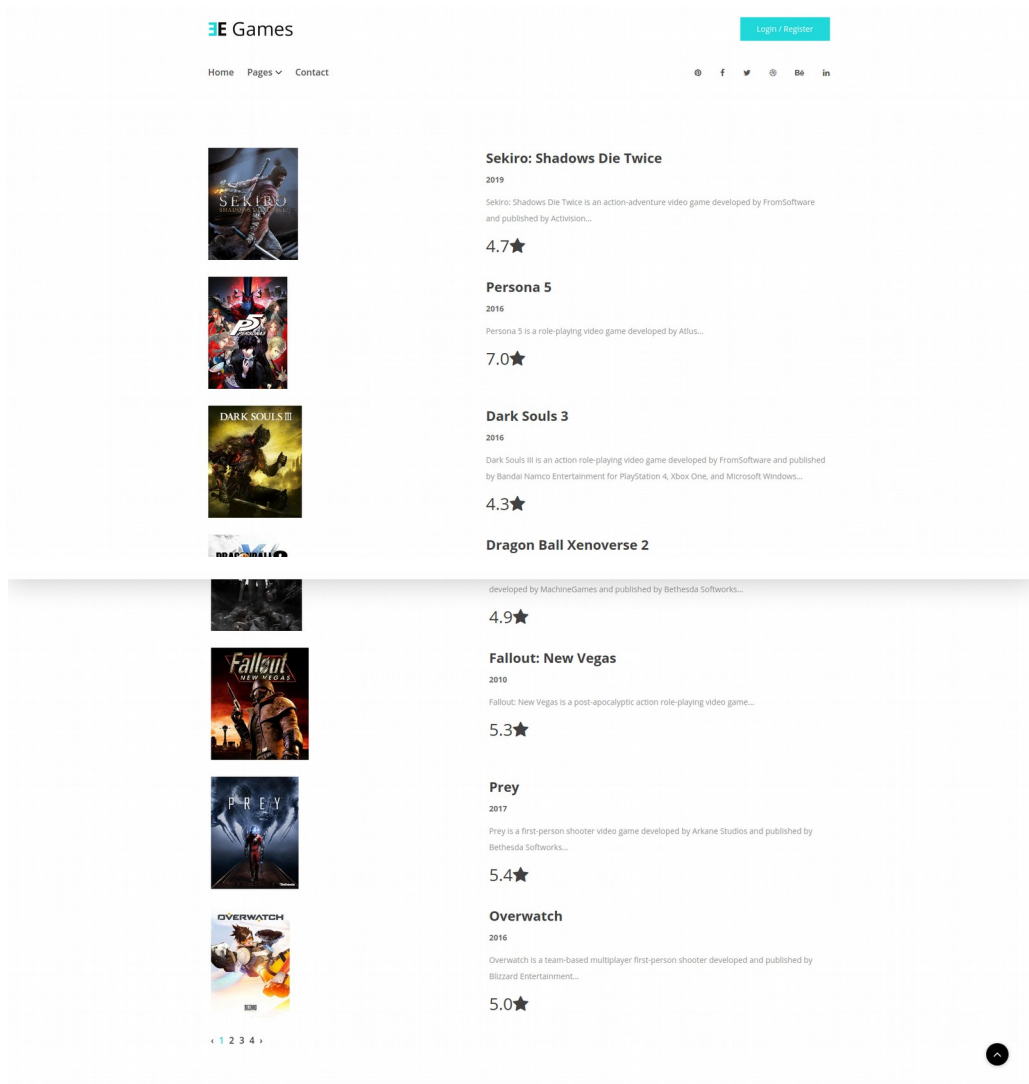 ƎE Games
Login / Register
Home Pages Contact
Bē in
SEKIRO
SHADOWS DIE TWICE
Sekiro: Shadows Die Twice
2019
Sekiro: Shadows Die Twice is an action-adventure video game developed by FromSoftware
and published by Activision...
4.7★
P5
Persona 5
2016
Persona 5 is a role-playing video game developed by Atlus...
7.0★
DARK SOULS III
Dark Souls 3
2016
Dark Souls III is an action role-playing video game developed by FromSoftware and published
by Bandai Namco Entertainment for PlayStation 4, Xbox One, and Microsoft Windows...
4.3★
Dragon Ball Xenoverse 2
developed by MachineGames and published by Bethesda Softworks...
4.9★
Fallout
NEW VEGAS
Fallout: New Vegas
2010
Fallout: New Vegas is a post-apocalyptic action role-playing video game...
5.3★
PREY
Prey
2017
Prey is a first-person shooter video game developed by Arkane Studios and published by
Bethesda Softworks...
5.4★
OVERWATCH
Overwatch
2016
Overwatch is a team-based multiplayer first-person shooter developed and published by
Blizzard Entertainment...
5.0★
‹ 1 2 3 4 ›